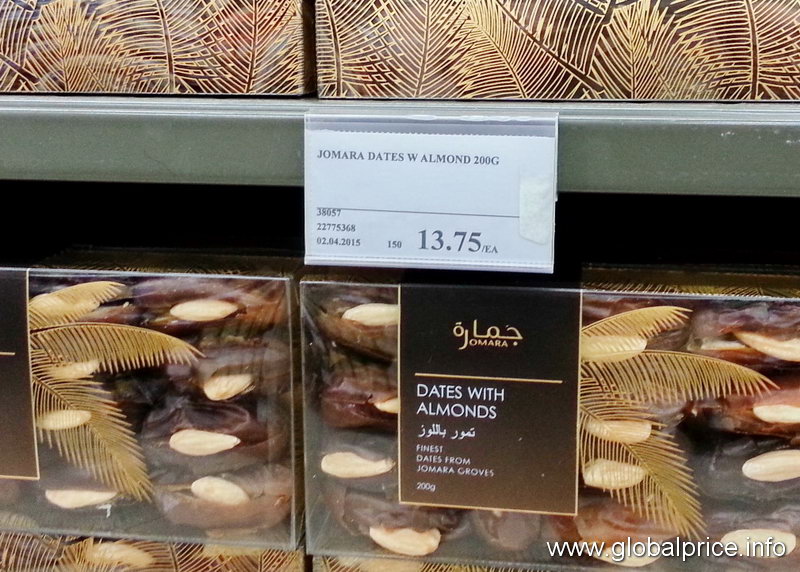 JOMARA DATES W ALMOND 200G
38057
22775368
02.04.2015 150 13.75/EA
جمارة
JOMARA
DATES WITH
ALMONDS
تمور باللوز
FINEST
DATES FROM
JOMARA GROVES
200g
www.globalprice.info